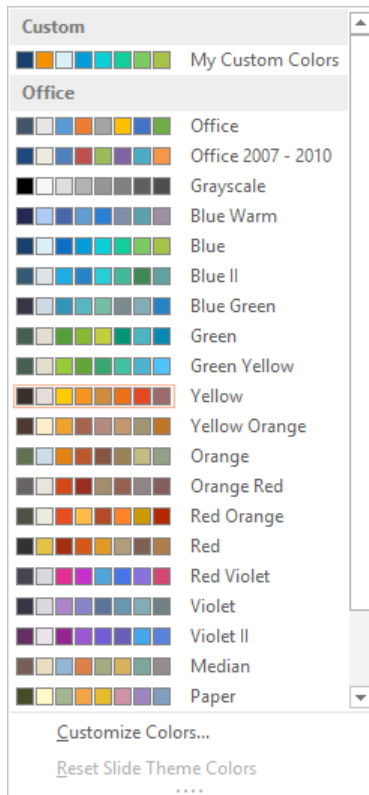 Custom
My Custom Colors
Office
Office
Office 2007 - 2010
Grayscale
Blue Warm
Blue
Blue II
Blue Green
Green
Green Yellow
Yellow
Yellow Orange
Orange
Orange Red
Red Orange
Red
Red Violet
Violet
Violet II
Median
Paper
Customize Colors...
Reset Slide Theme Colors